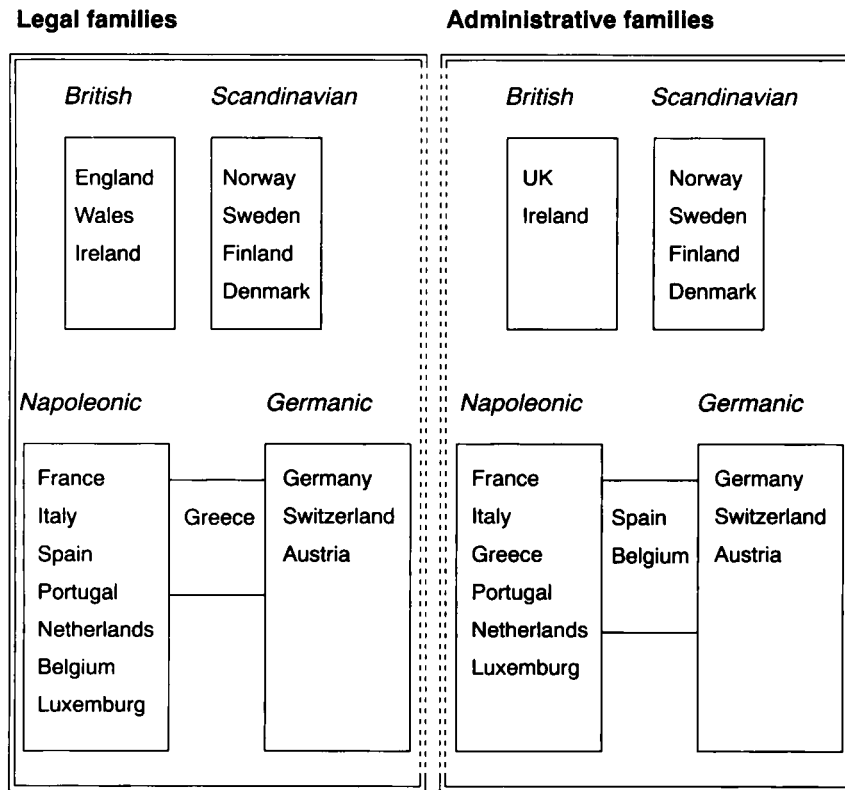 Legal families
British
England
Wales
Ireland
Scandinavian
Norway
Sweden
Finland
Denmark
Napoleonic
France
Italy
Spain
Portugal
Netherlands
Belgium
Luxemburg
Greece
Germanic
Germany
Switzerland
Austria
Administrative families
British
UK
Ireland
Scandinavian
Norway
Sweden
Finland
Denmark
Napoleonic
France
Italy
Greece
Portugal
Netherlands
Luxemburg
Spain
Belgium
Germanic
Germany
Switzerland
Austria